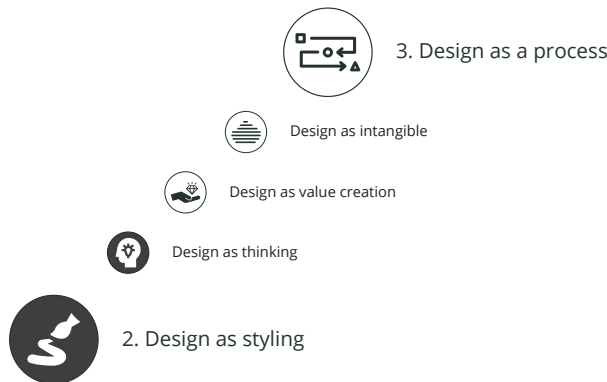 3. Design as a process
Design as intangible
Design as value creation
Design as thinking
2. Design as styling